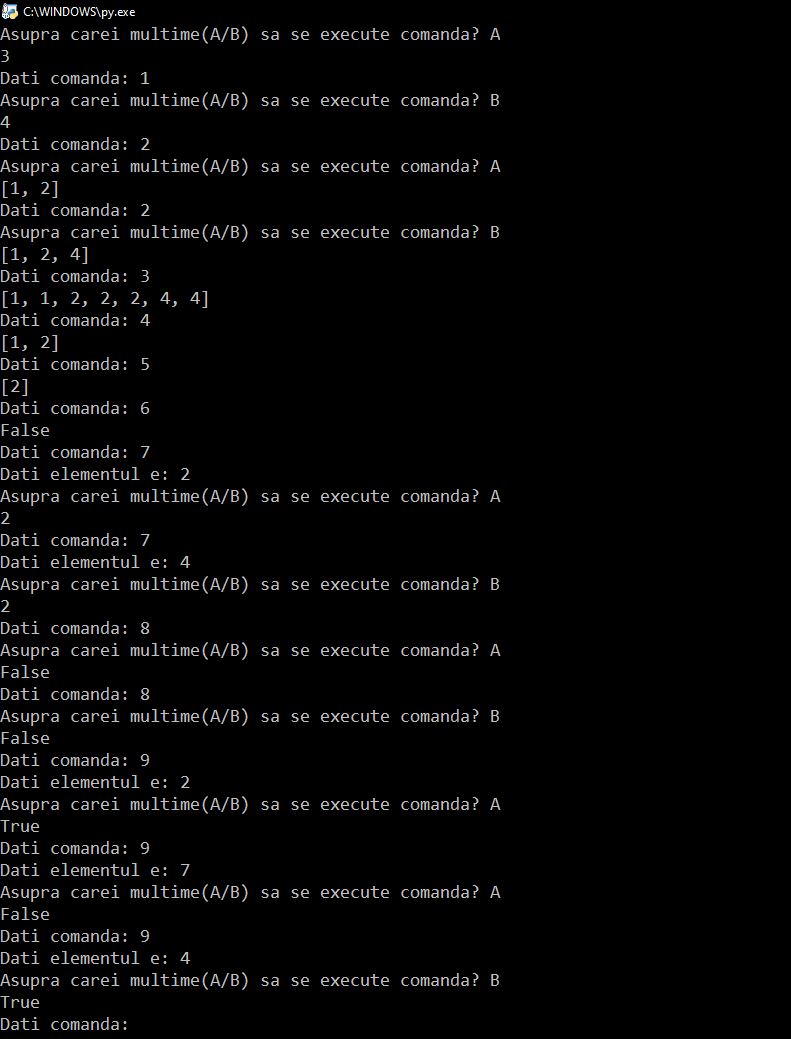 C:\WINDOWS\py.exe
Asupra carei multime(A/B) sa se execute comanda? A
3
Dati comanda: 1
Asupra carei multime(A/B) sa se execute comanda? B
4
Dati comanda: 2
Asupra carei multime(A/B) sa se execute comanda? A
[1, 2]
Dati comanda: 2
Asupra carei multime(A/B) sa se execute comanda? B
[1, 2, 4]
Dati comanda: 3
[1, 1, 2, 2, 2, 4, 4]
Dati comanda: 4
[1, 2]
Dati comanda: 5
[2]
Dati comanda: 6
False
Dati comanda: 7
Dati elementul e: 2
Asupra carei multime(A/B) sa se execute comanda? A
2
Dati comanda: 7
Dati elementul e: 4
Asupra carei multime(A/B) sa se execute comanda? B
2
Dati comanda: 8
Asupra carei multime(A/B) sa se execute comanda? A
False
Dati comanda: 8
Asupra carei multime(A/B) sa se execute comanda? B
False
Dati comanda: 9
Dati elementul e: 2
Asupra carei multime(A/B) sa se execute comanda? A
True
Dati comanda: 9
Dati elementul e: 7
Asupra carei multime(A/B) sa se execute comanda? A
False
Dati comanda: 9
Dati elementul e: 4
Asupra carei multime(A/B) sa se execute comanda? B
True
Dati comanda: